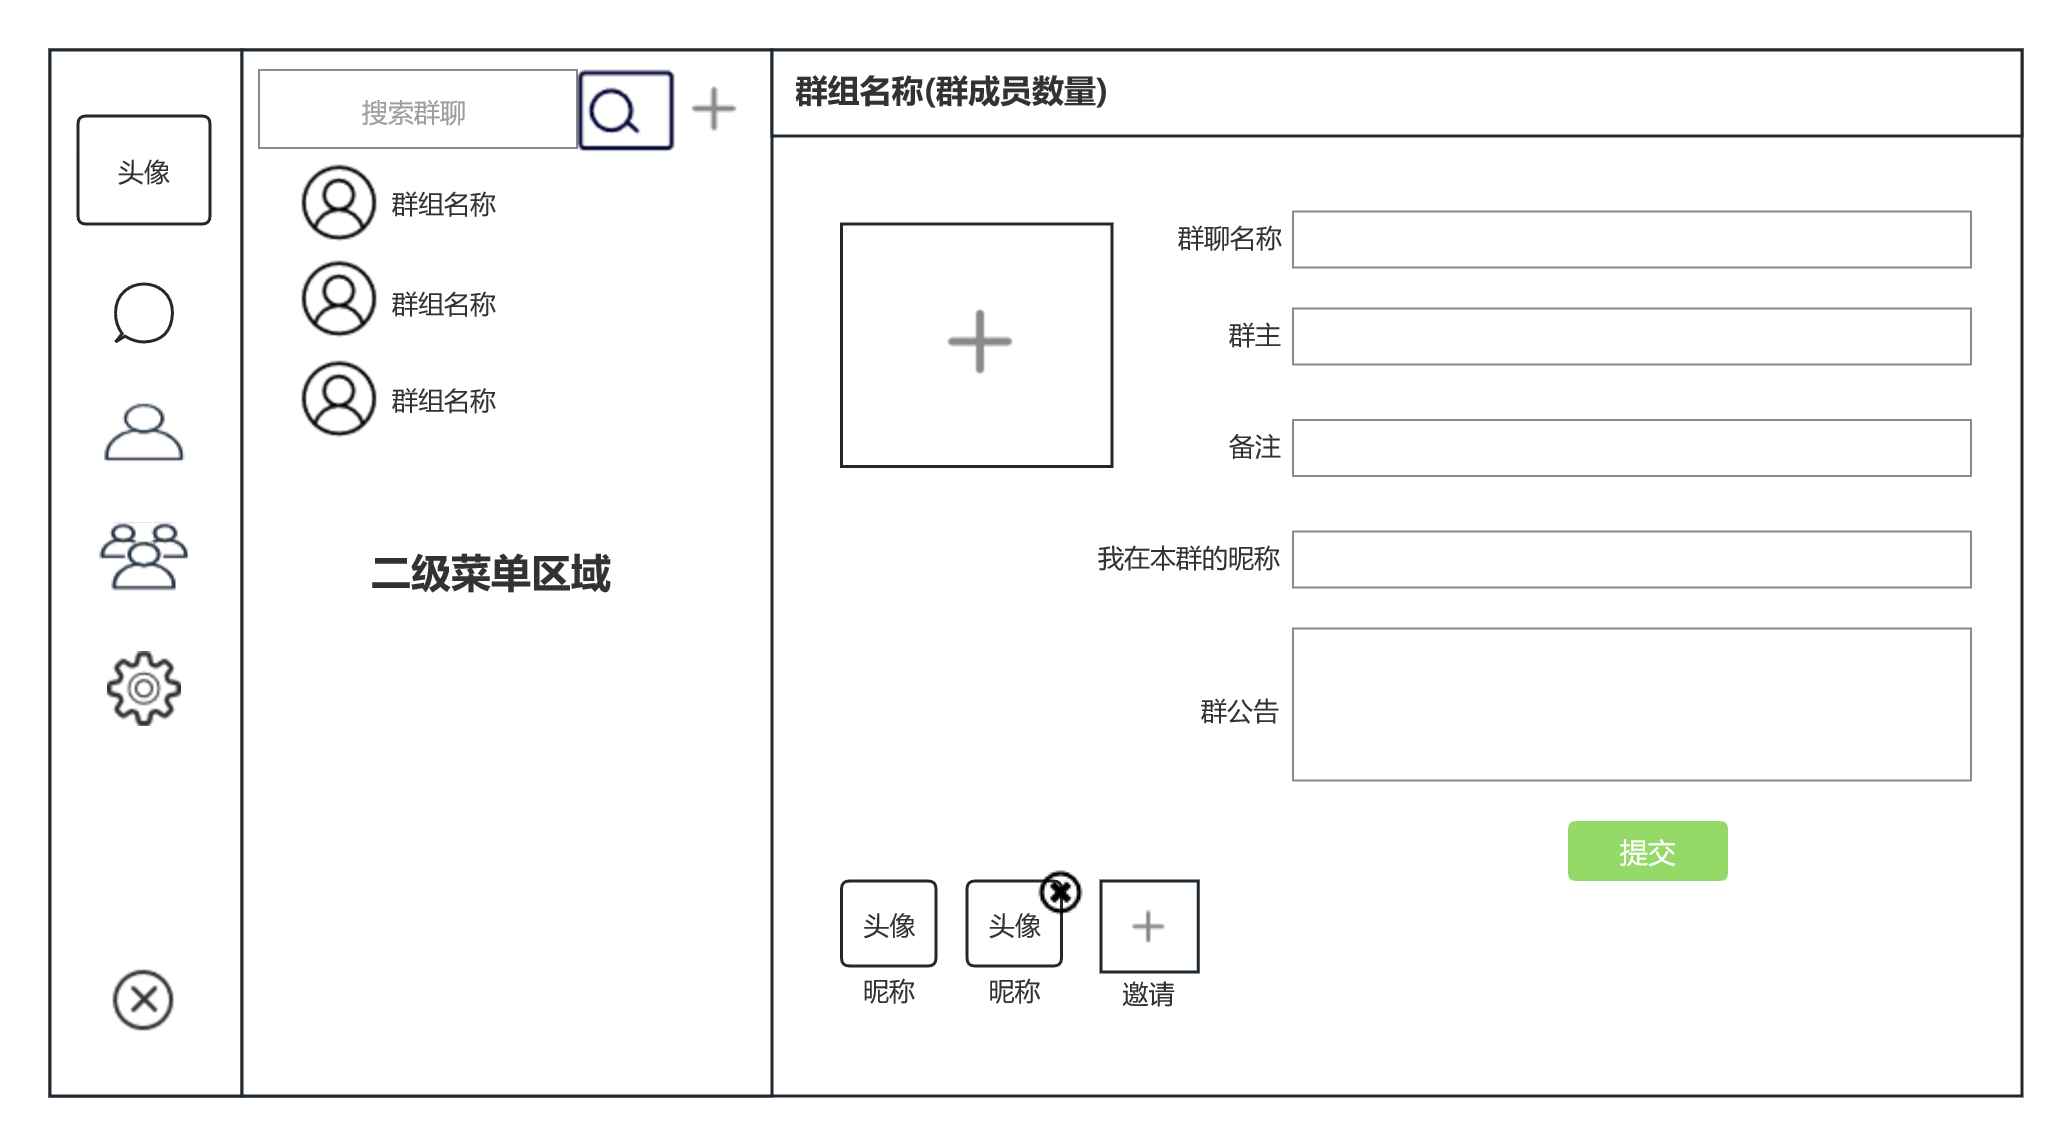 头像
搜索群聊
群组名称
群组名称
群组名称
二级菜单区域
群组名称(群成员数量)
群聊名称
群主
备注
我在本群的昵称
群公告
提交
头像
头像
昵称
昵称
邀请